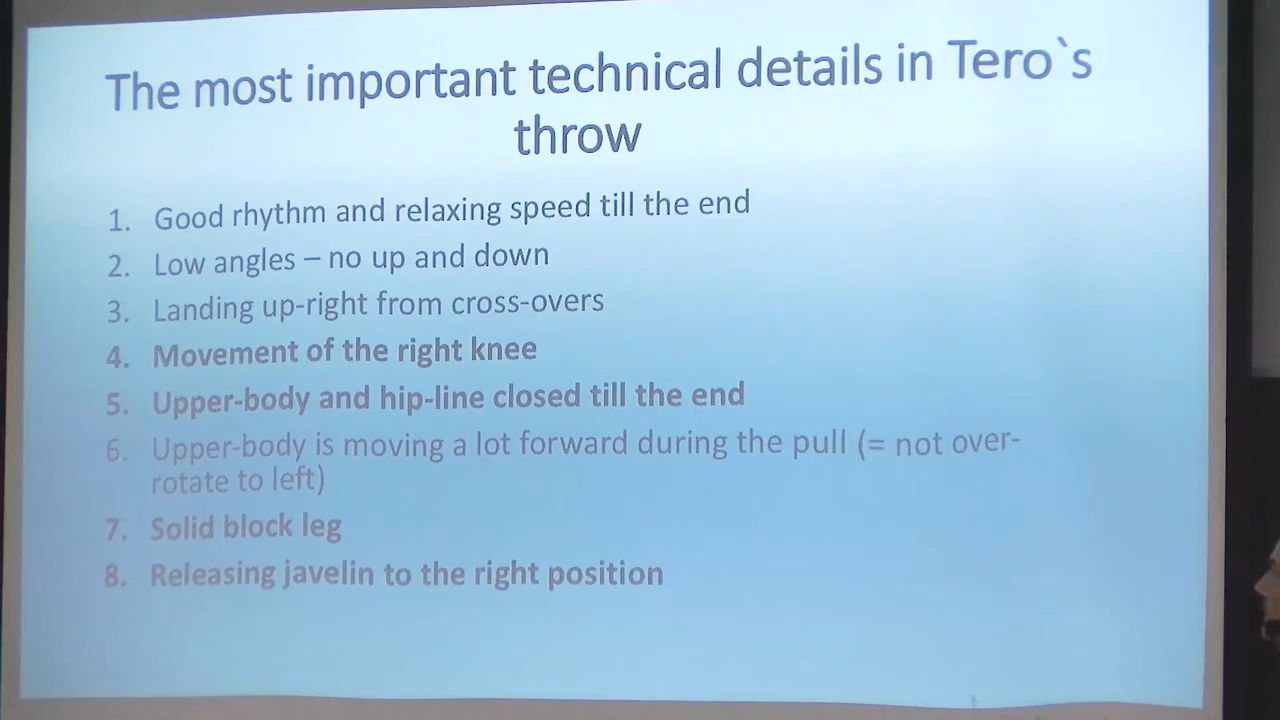 The most important technical details in Tero`s
throw
1. Good rhythm and relaxing speed till the end
2. Low angles – no up and down
3. Landing up-right from cross-overs
4. Movement of the right knee
5. Upper-body and hip-line closed till the end
6. Upper-body is moving a lot forward during the pull (= not over-
rotate to left)
7. Solid block leg
8. Releasing javelin to the right position